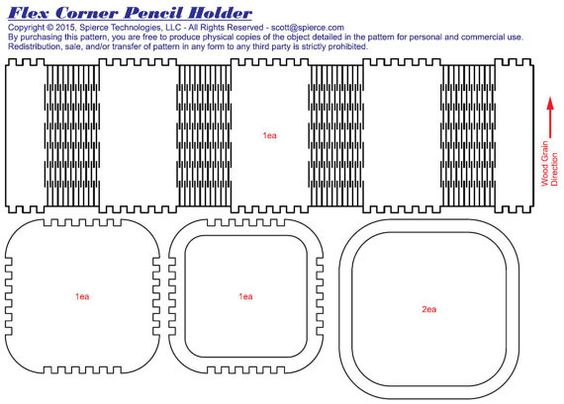 Flex Corner Pencil Holder
Copyright © 2015, Spierce Technologies, LLC - All Rights Reserved - scott@spierce.com
By purchasing this pattern, you are free to produce physical copies of the object detailed in the pattern for personal and commercial use.
Redistribution, sale, and/or transfer of pattern in any form to any third party is strictly prohibited.
1ea
Wood Grain
Direction
1ea
1ea
2ea